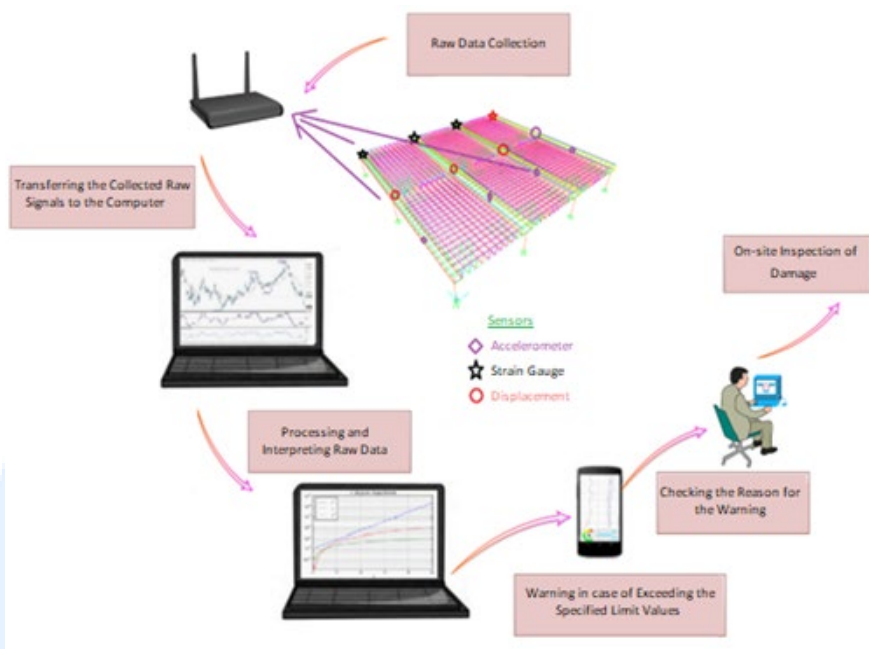 Raw Data Collection
Transferring the Collected Raw
Signals to the Computer
On-site Inspection of
Damage
Sensors
Accelerometer
Strain Gauge
Displacement
Processing and
Interpreting Raw Data
Checking the Reason for
the Warning
Warning in case of Exceeding the
Specified Limit Values